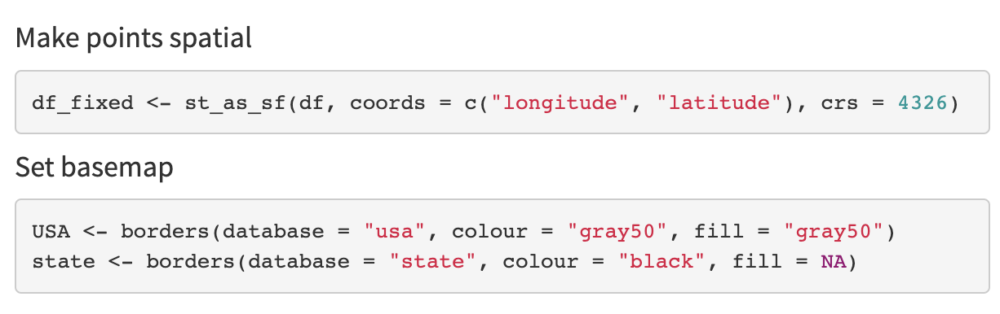 Make points spatial
df_fixed <- st_as_sf(df, coords = c("longitude", "latitude"), crs = 4326)
Set basemap
USA <- borders(database = "usa", colour = "gray50", fill = "gray50")
state <- borders(database = "state", colour = "black", fill = NA)